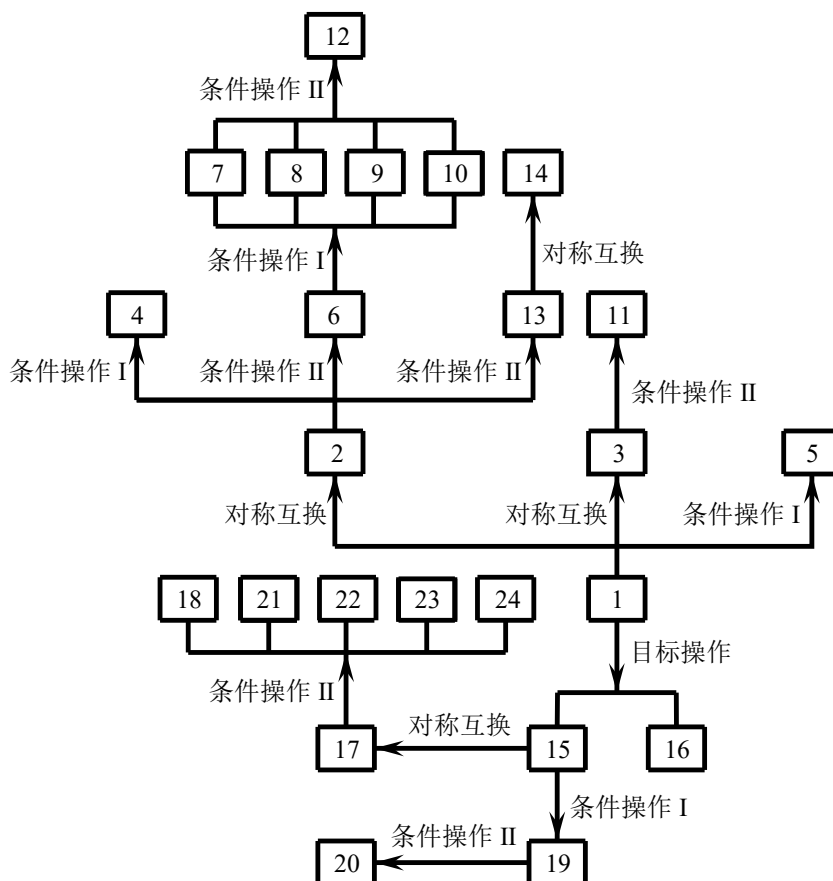 12
条件操作 II
7 8 9 10 14
条件操作 I 对称互换
4 6 13 11
条件操作 I 条件操作 II 条件操作 II 条件操作 II
2 3 5
对称互换 对称互换 条件操作 I
18 21 22 23 24 1
目标操作
条件操作 II
对称互换
17 15 16
条件操作 I
条件操作 II
20 19